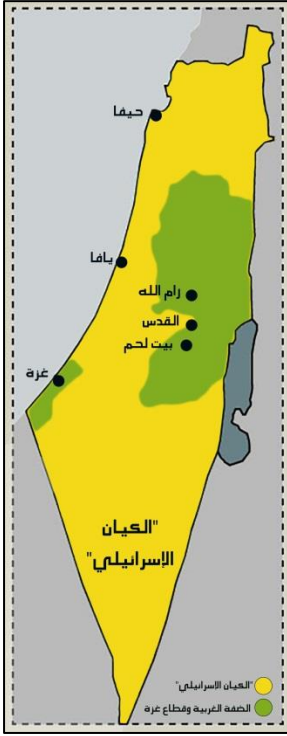 حيفا
يافا
رام الله
القدس
بيت لحم
غزة
"الكيان
الإسرائيلي"
"الكيان الإسرائيلي"
الضفة الغربية وقطاع غزة